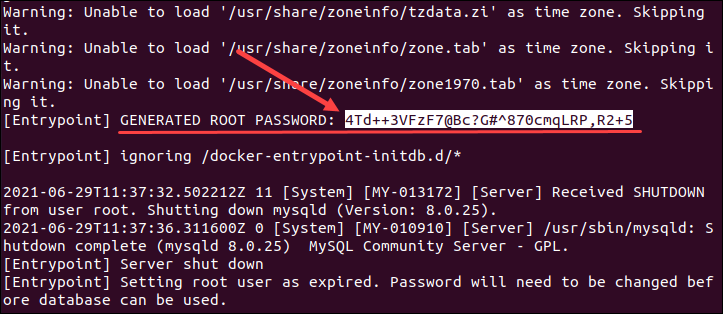 Warning: Unable to load '/usr/share/zoneinfo/tzdata.zi' as time zone. Skipping
it.
Warning: Unable to load '/usr/share/zoneinfo/zone.tab' as time zone. Skipping i
t.
Warning: Unable to load '/usr/share/zoneinfo/zone1970.tab' as time zone. Skippi
ng it.
[Entrypoint] GENERATED ROOT PASSWORD: 4Td++3VFzF7@Bc?G#^870cmqLRP,R2+5
[Entrypoint] ignoring /docker-entrypoint-initdb.d/*
2021-06-29T11:37:32.502212Z 11 [System] [MY-013172] [Server] Received SHUTDOWN
from user root. Shutting down mysqld (Version: 8.0.25).
2021-06-29T11:37:36.311600Z 0 [System] [MY-010910] [Server] /usr/sbin/mysqld: S
hutdown complete (mysqld 8.0.25)  MySQL Community Server - GPL.
[Entrypoint] Server shut down
[Entrypoint] Setting root user as expired. Password will need to be changed bef
ore database can be used.